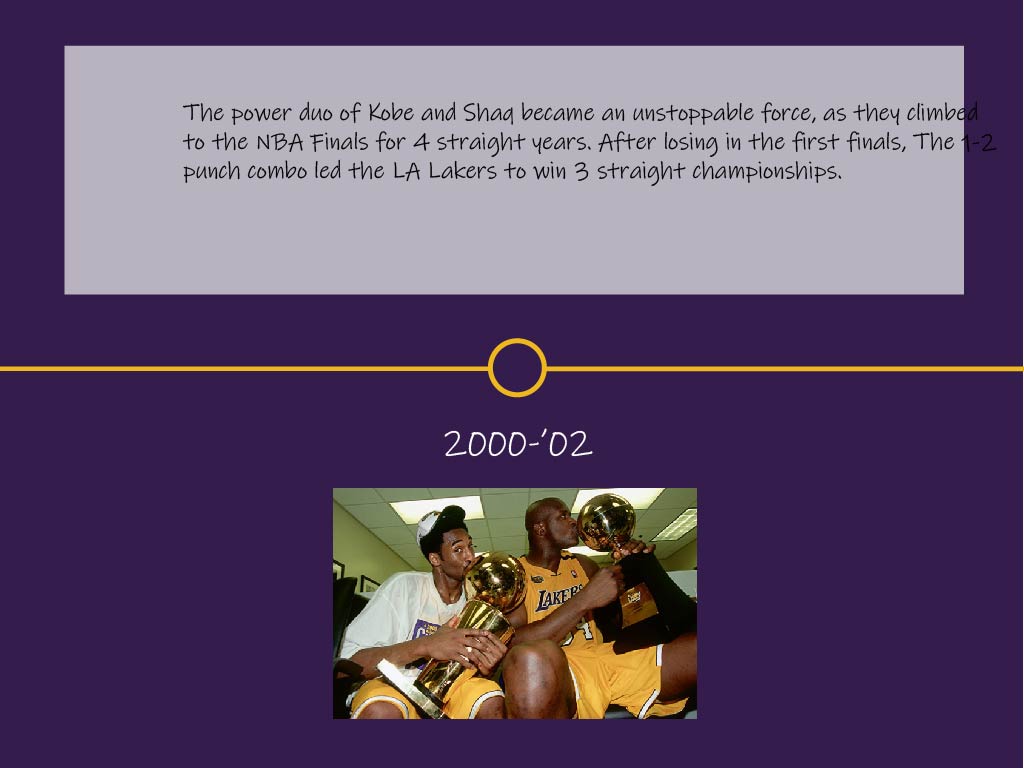 The power duo of Kobe and Shaq became an unstoppable force, as they climbed
to the NBA Finals for 4 straight years. After losing in the first finals, The 1-2
punch combo led the LA Lakers to win 3 straight championships.
2000-'02
LAKERS